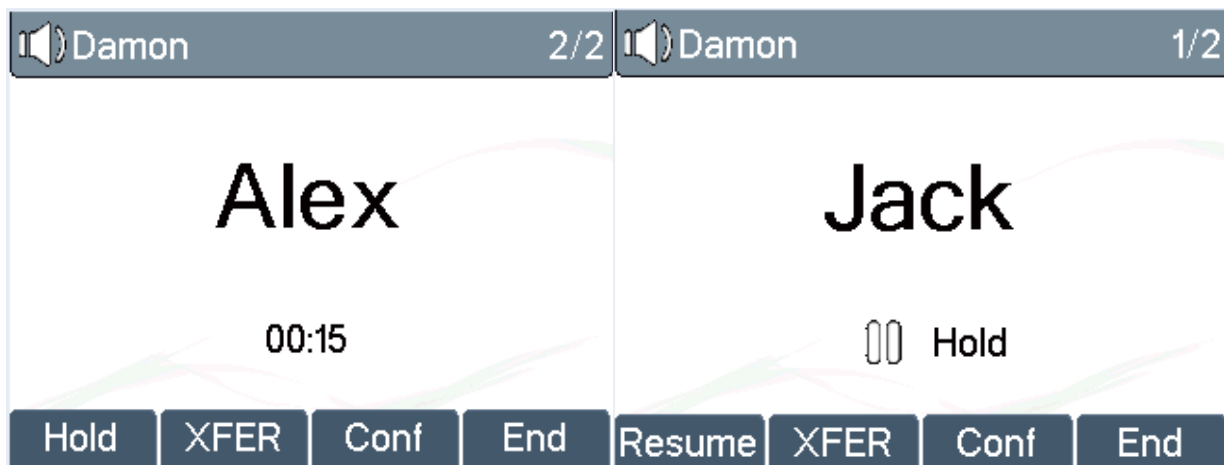 Damon 2/2
Alex
00:15
Hold XFER Conf End
Damon 1/2
Jack
Hold
Resume XFER Conf End